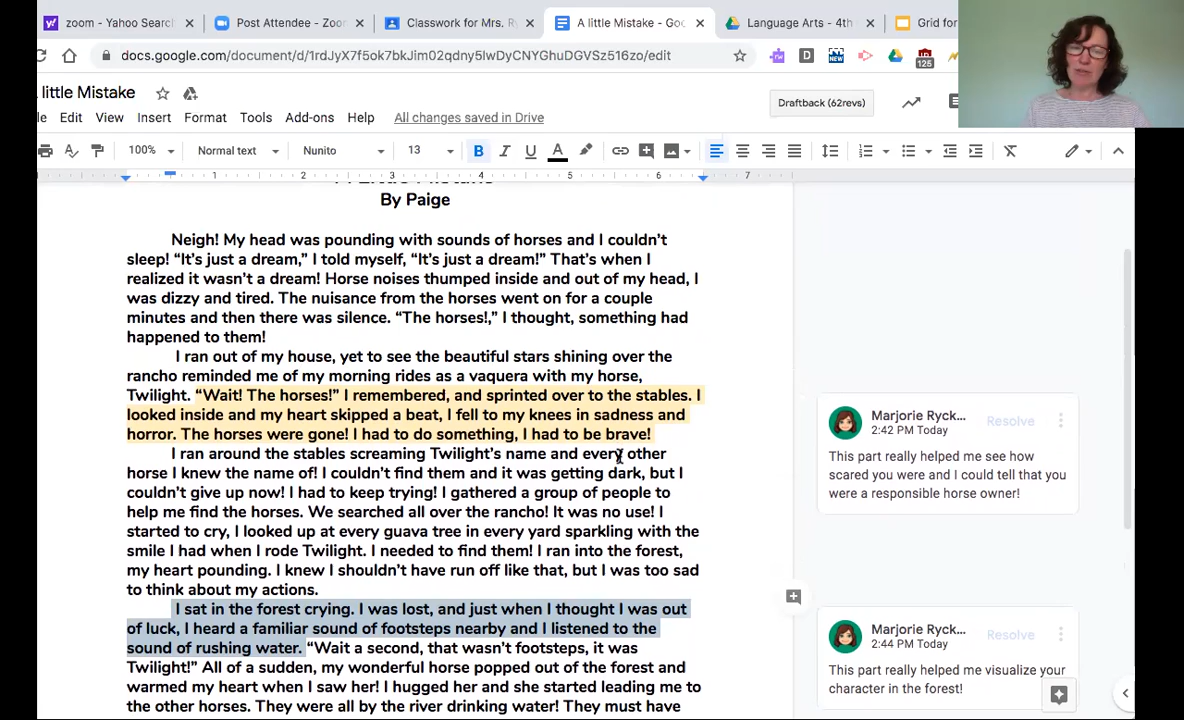 zoom - Yahoo Searc
Post Attendee - Zoo
Classwork for Mrs. R
A little Mistake - Goo
Language Arts - 4th
Grid for
docs.google.com/document/d/1rdJyX7f5ok7bkJim02qdny5lwDyCNYGhuDGVSz516zo/edit
NEW
125
little Mistake
Draftback (62revs)
Edit View Insert Format Tools Add-ons Help All changes saved in Drive
100% Normal text Nunito 13 B I U A
1 2 3 4 5 6 7
By Paige
Neigh! My head was pounding with sounds of horses and I couldn't
sleep! “It's just a dream,” I told myself, “It's just a dream!” That's when I
realized it wasn't a dream! Horse noises thumped inside and out of my head, I
was dizzy and tired. The nuisance from the horses went on for a couple
minutes and then there was silence. “The horses!,” I thought, something had
happened to them!
I ran out of my house, yet to see the beautiful stars shining over the
rancho reminded me of my morning rides as a vaquera with my horse,
Twilight. “Wait! The horses!” I remembered, and sprinted over to the stables. I
looked inside and my heart skipped a beat, I fell to my knees in sadness and
horror. The horses were gone! I had to do something, I had to be brave!
I ran around the stables screaming Twilight's name and every other
horse I knew the name of! I couldn't find them and it was getting dark, but I
couldn't give up now! I had to keep trying! I gathered a group of people to
help me find the horses. We searched all over the rancho! It was no use! I
started to cry, I looked up at every guava tree in every yard sparkling with the
smile I had when I rode Twilight. I needed to find them! I ran into the forest,
my heart pounding. I knew I shouldn't have run off like that, but I was too sad
to think about my actions.
I sat in the forest crying. I was lost, and just when I thought I was out
of luck, I heard a familiar sound of footsteps nearby and I listened to the
sound of rushing water. “Wait a second, that wasn't footsteps, it was
Twilight!” All of a sudden, my wonderful horse popped out of the forest and
warmed my heart when I saw her! I hugged her and she started leading me to
the other horses. They were all by the river drinking water! They must have
Marjorie Ryck... Resolve
2:42 PM Today
This part really helped me see how
scared you were and I could tell that you
were a responsible horse owner!
Marjorie Ryck... Resolve
2:44 PM Today
This part really helped me visualize your
character in the forest!